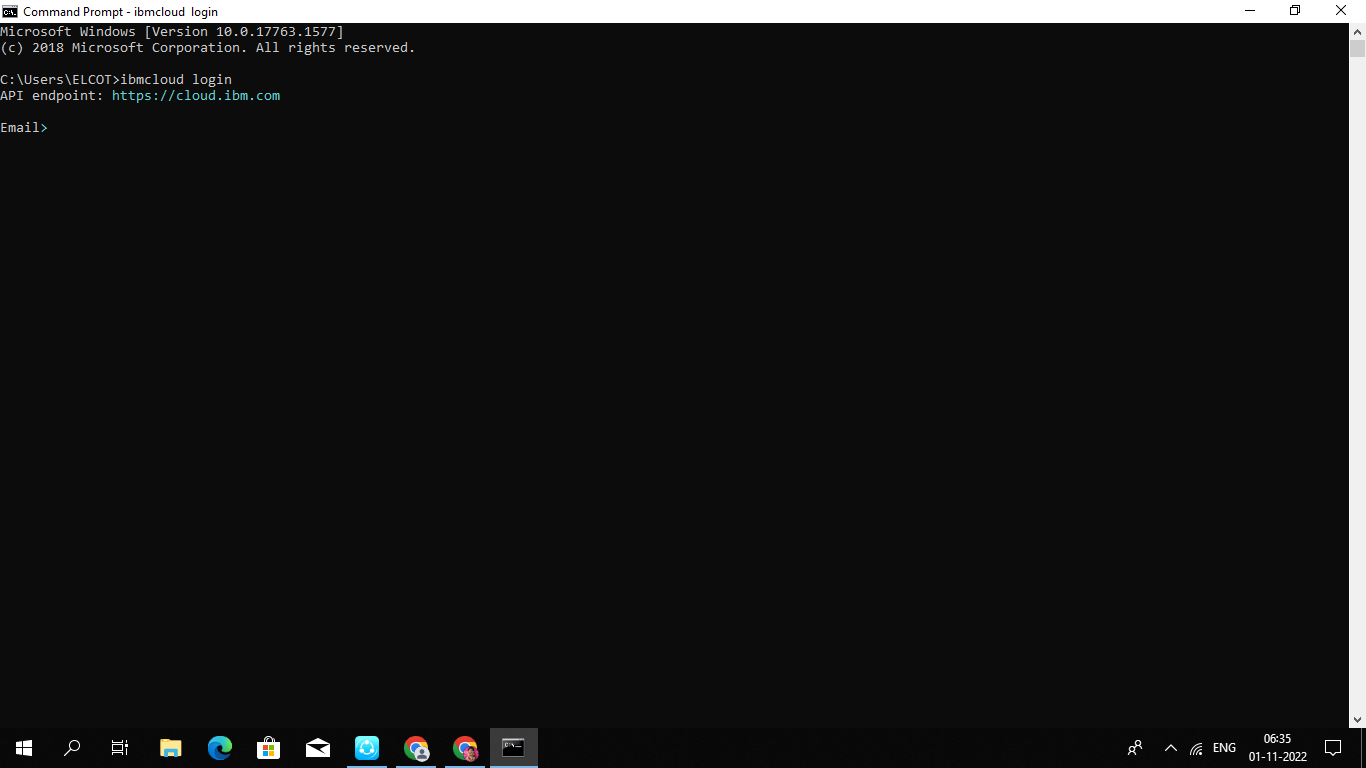 Command Prompt - ibmcloud  login
Microsoft Windows [Version 10.0.17763.1577]
(c) 2018 Microsoft Corporation. All rights reserved.
C:\Users\ELCOT>ibmcloud login
API endpoint: https://cloud.ibm.com
Email>
ENG
06:35
01-11-2022